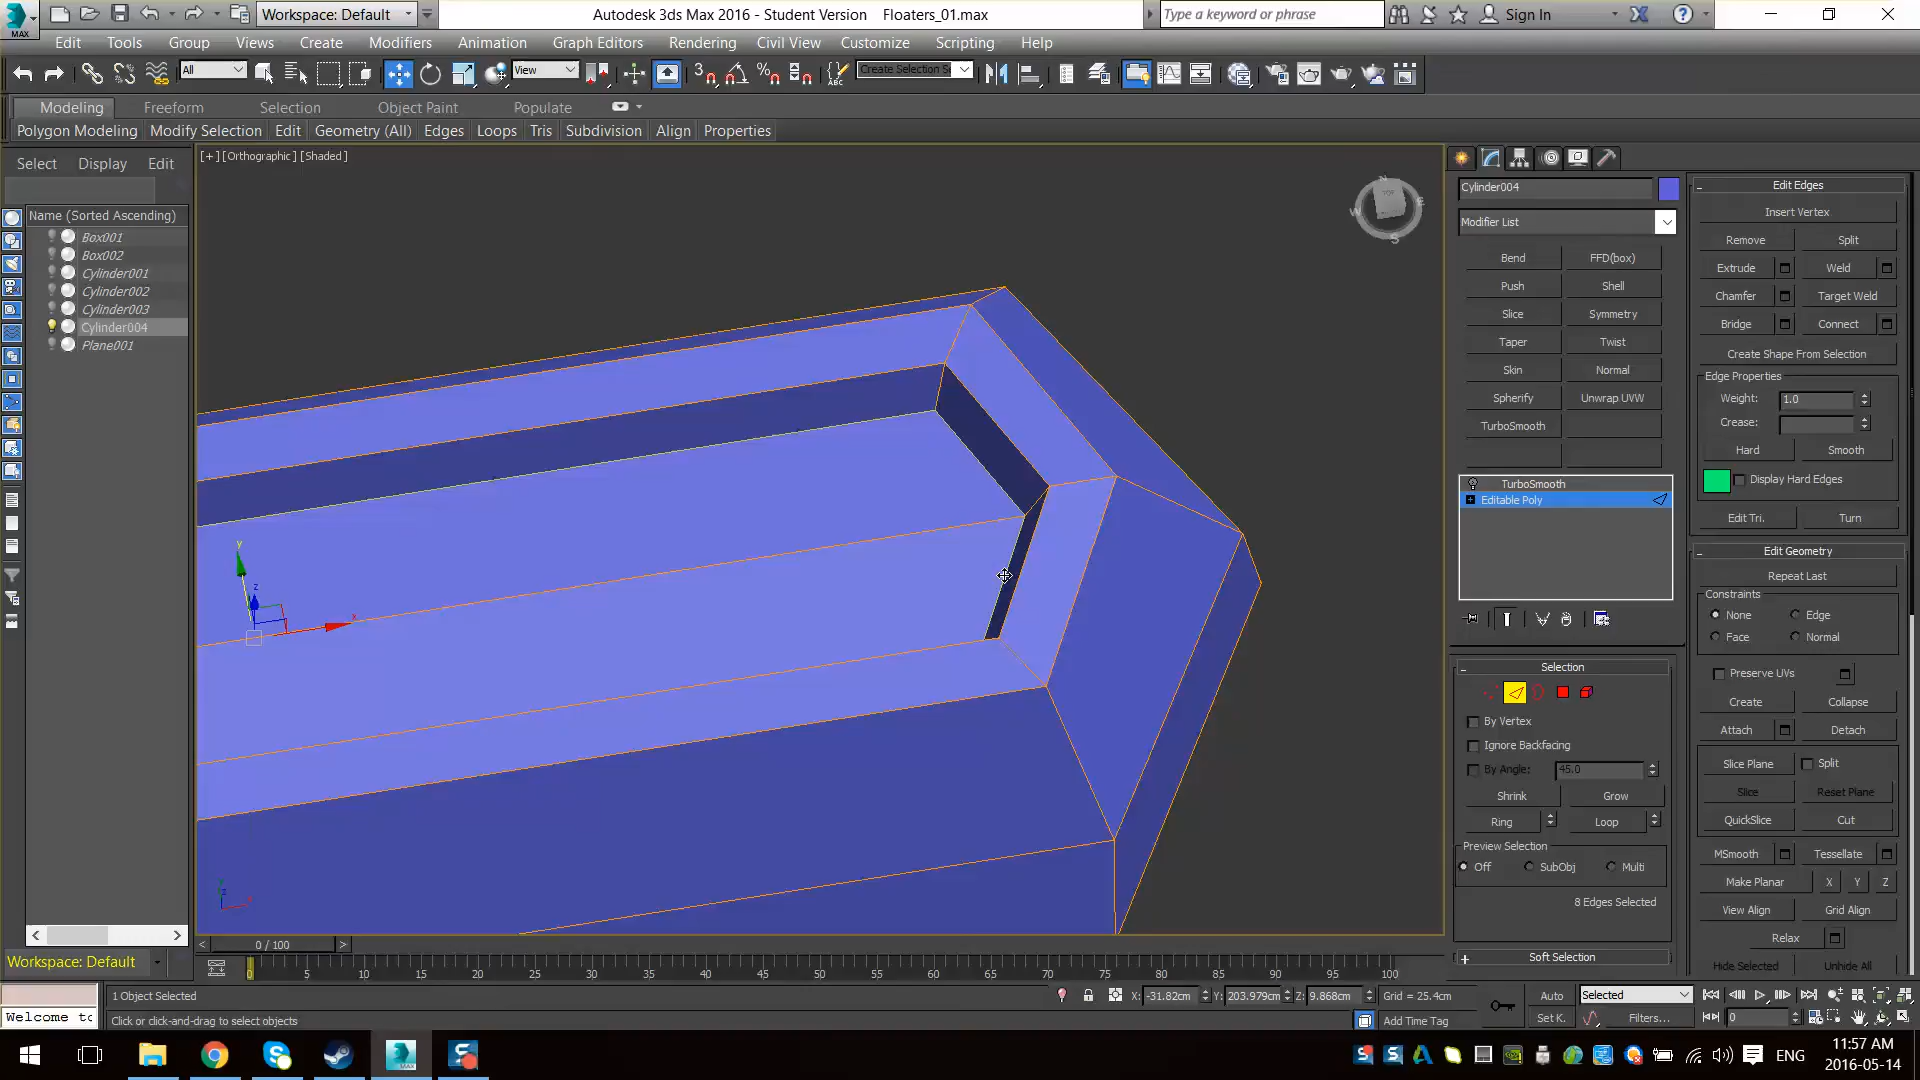 Workspace: Default
Autodesk 3ds Max 2016 - Student Version Floaters_01.max
Type a keyword or phrase
Sign In
MAX
Edit Tools Group Views Create Modifiers Animation Graph Editors Rendering Civil View Customize Scripting Help
All
View
Create Selection Se
Modeling Freeform Selection Object Paint Populate
Polygon Modeling Modify Selection Edit Geometry (All) Edges Loops Tris Subdivision Align Properties
Select Display Edit
[+] [Orthographic] [Shaded]
Name (Sorted Ascending)
Box001
Box002
Cylinder001
Cylinder002
Cylinder003
Cylinder004
Plane001
Cylinder004
Modifier List
Bend FFD(box)
Push Shell
Slice Symmetry
Taper Twist
Skin Normal
Spherify Unwrap UVW
TurboSmooth
TurboSmooth
Editable Poly
Selection
By Vertex
Ignore Backfacing
By Angle: 45.0
Shrink Grow
Ring Loop
Preview Selection
Off SubObj Multi
8 Edges Selected
Soft Selection
Edit Edges
Insert Vertex
Remove Split
Extrude Weld
Chamfer Target Weld
Bridge Connect
Create Shape From Selection
Edge Properties
Weight: 1.0
Crease:
Hard Smooth
Display Hard Edges
Edit Tri. Turn
Edit Geometry
Repeat Last
Constraints
None Edge
Face Normal
Preserve UVs
Create Collapse
Attach Detach
Slice Plane Split
Slice Reset Plane
QuickSlice Cut
MSmooth Tessellate
Make Planar X Y Z
View Align Grid Align
Relax
Hide Selected Unhide All
0 / 100
Workspace: Default
0 5 10 15 20 25 30 35 40 45 50 55 60 65 70 75 80 85 90 95 100
1 Object Selected
X: -31.82cm Y: 203.979cm Z: 9.868cm Grid = 25.4cm
Auto Selected
Welcome to
Click or click-and-drag to select objects
Add Time Tag
Set K. Filters... 0
ENG
11:57 AM
2016-05-14